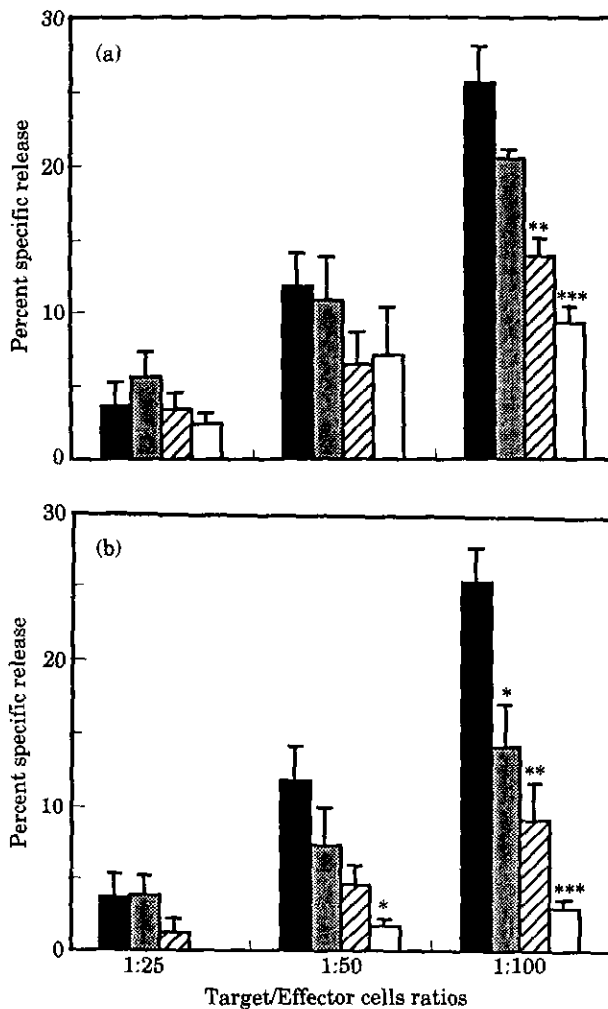 30
(a)
20
10
0
Percent specific release
**
***
30
(b)
20
10
0
Percent specific release
*
*
**
***
1:25 1:50 1:100
Target/Effector cells ratios